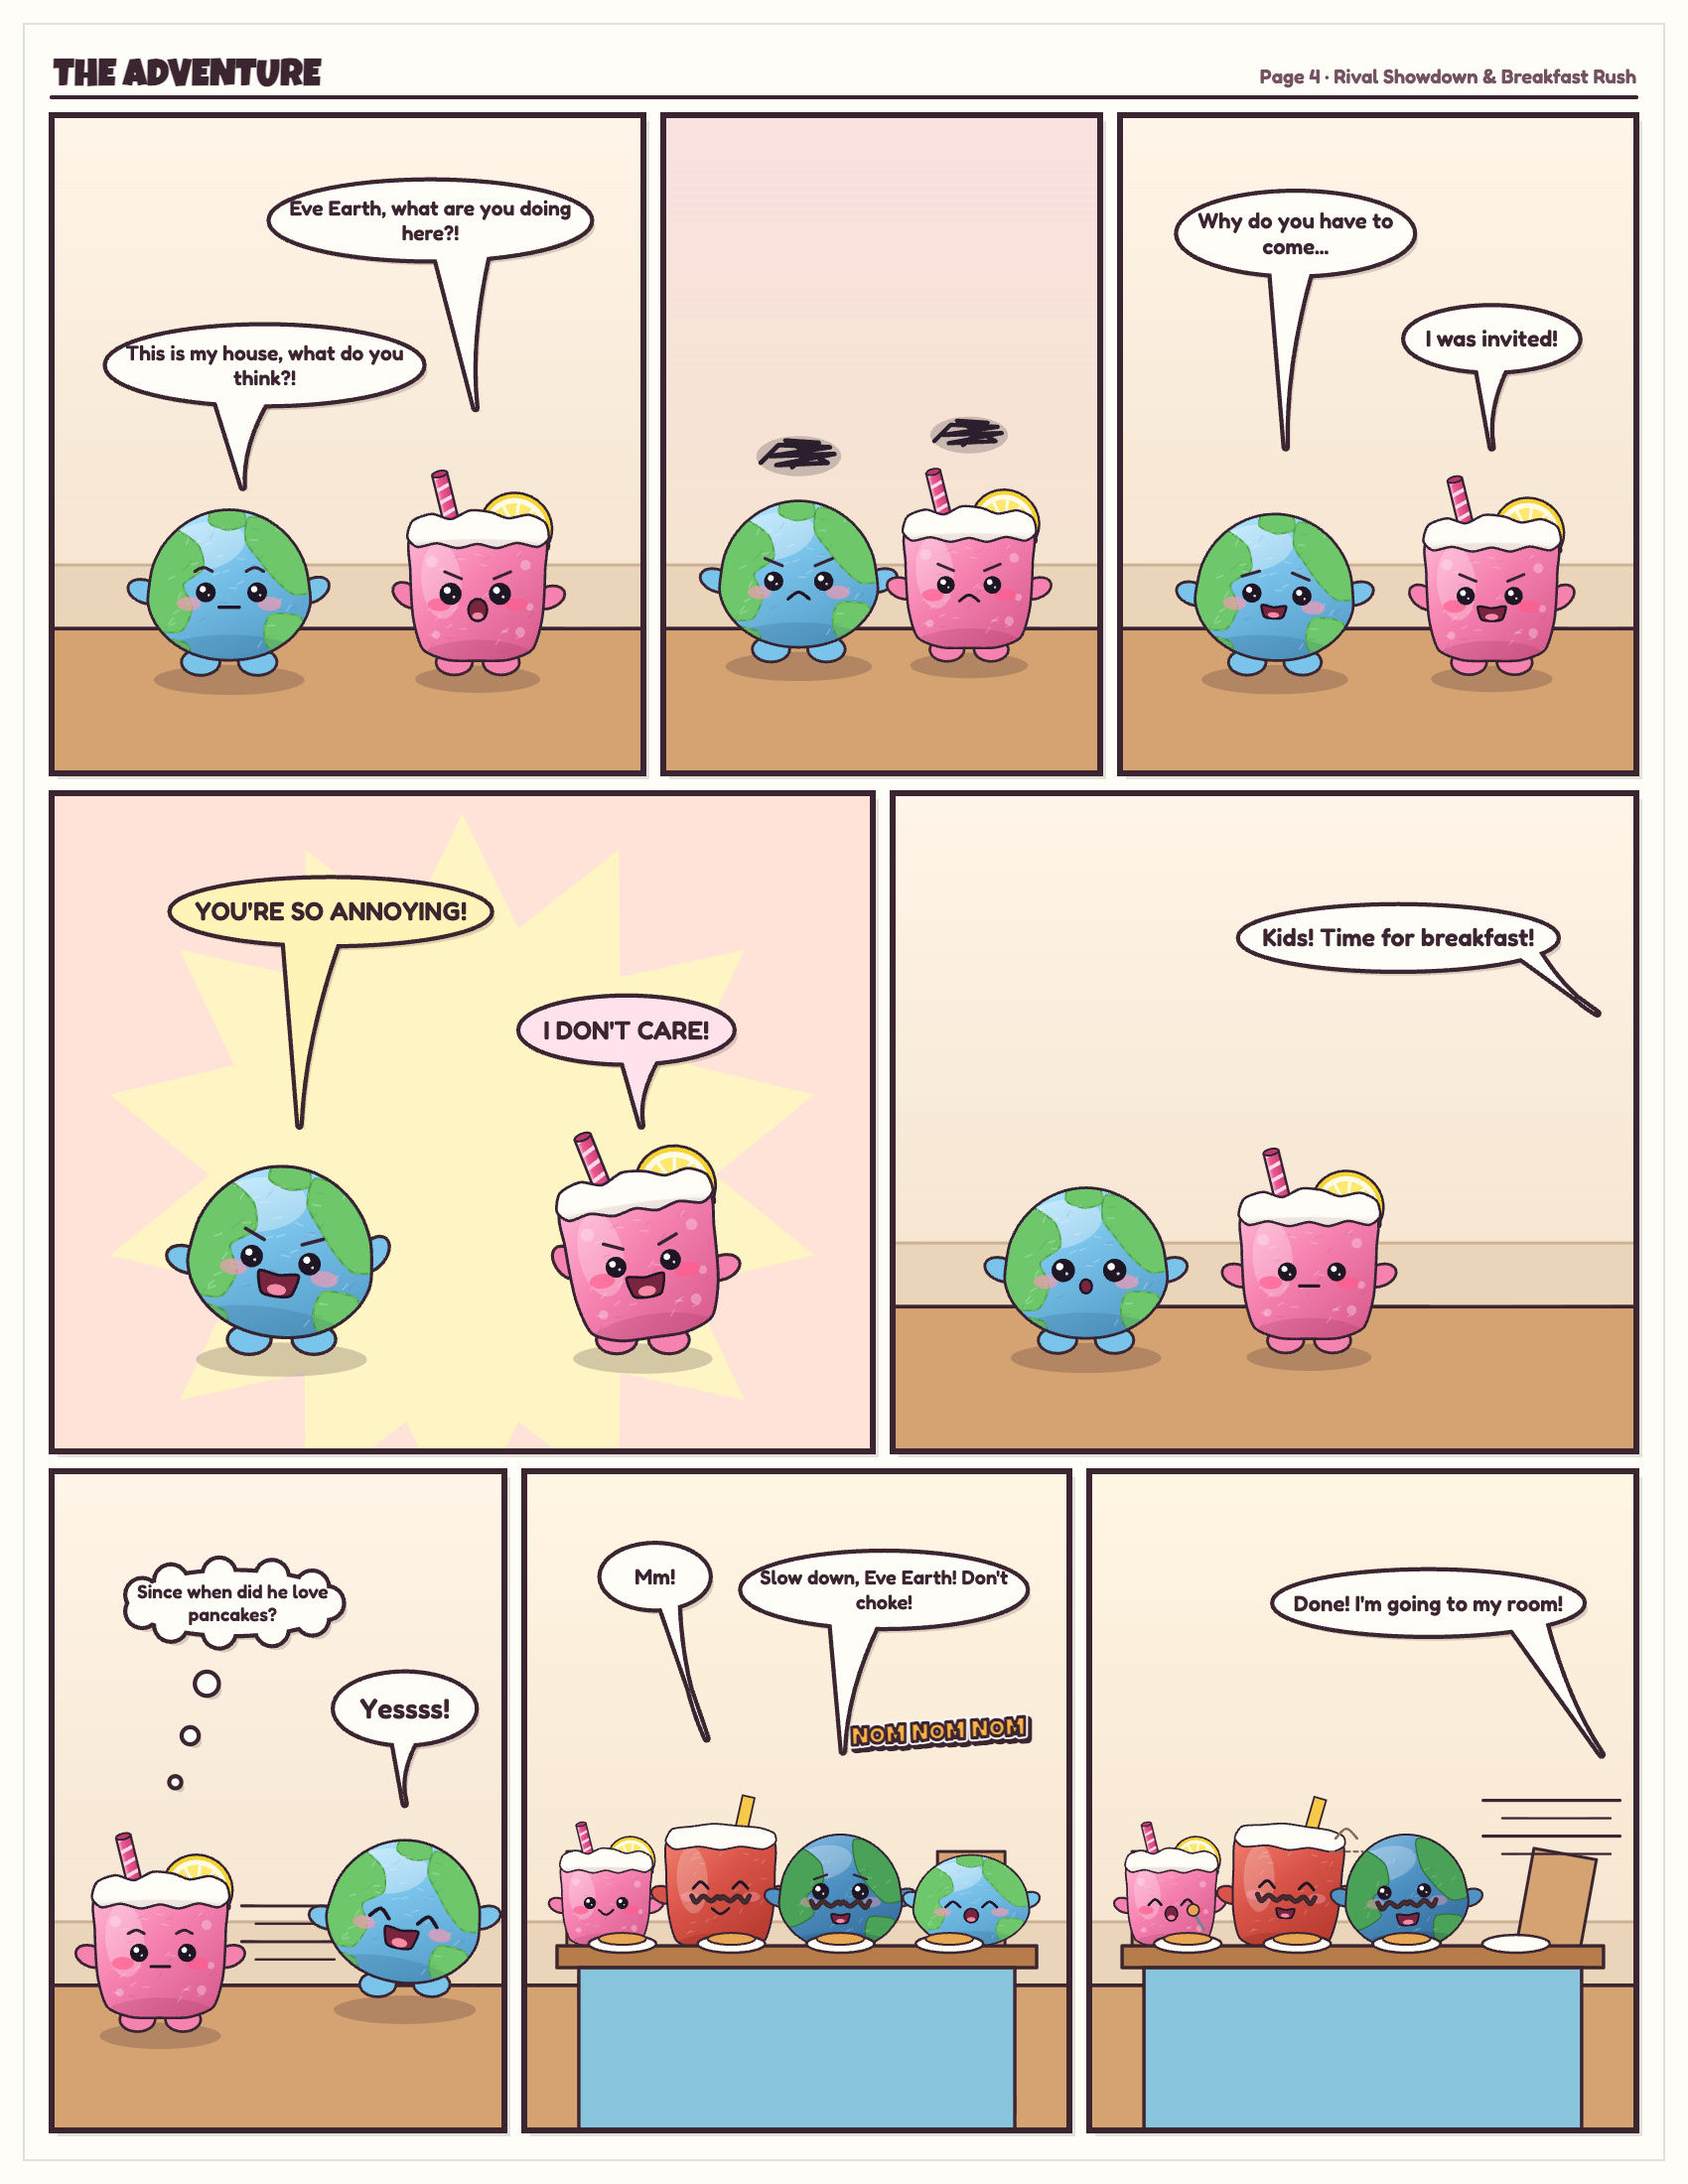 THE ADVENTURE
Page 4 · Rival Showdown & Breakfast Rush
Eve Earth, what are you doing
here?!
This is my house, what do you
think?!
Why do you have to
come...
I was invited!
YOU'RE SO ANNOYING!
I DON'T CARE!
Kids! Time for breakfast!
Since when did he love
pancakes?
Yessss!
Mm!
Slow down, Eve Earth! Don't
choke!
NOM NOM NOM
Done! I'm going to my room!